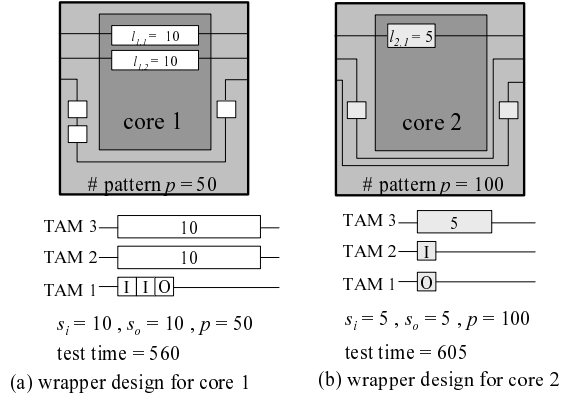 l1,1 = 10
l1,2 = 10
core 1
# pattern p = 50
TAM 3 10
TAM 2 10
TAM 1 I I O
si = 10 , so = 10 , p = 50
test time = 560
(a) wrapper design for core 1
l2,1 = 5
core 2
# pattern p = 100
TAM 3 5
TAM 2 I
TAM 1 O
si = 5 , so = 5 , p = 100
test time = 605
(b) wrapper design for core 2